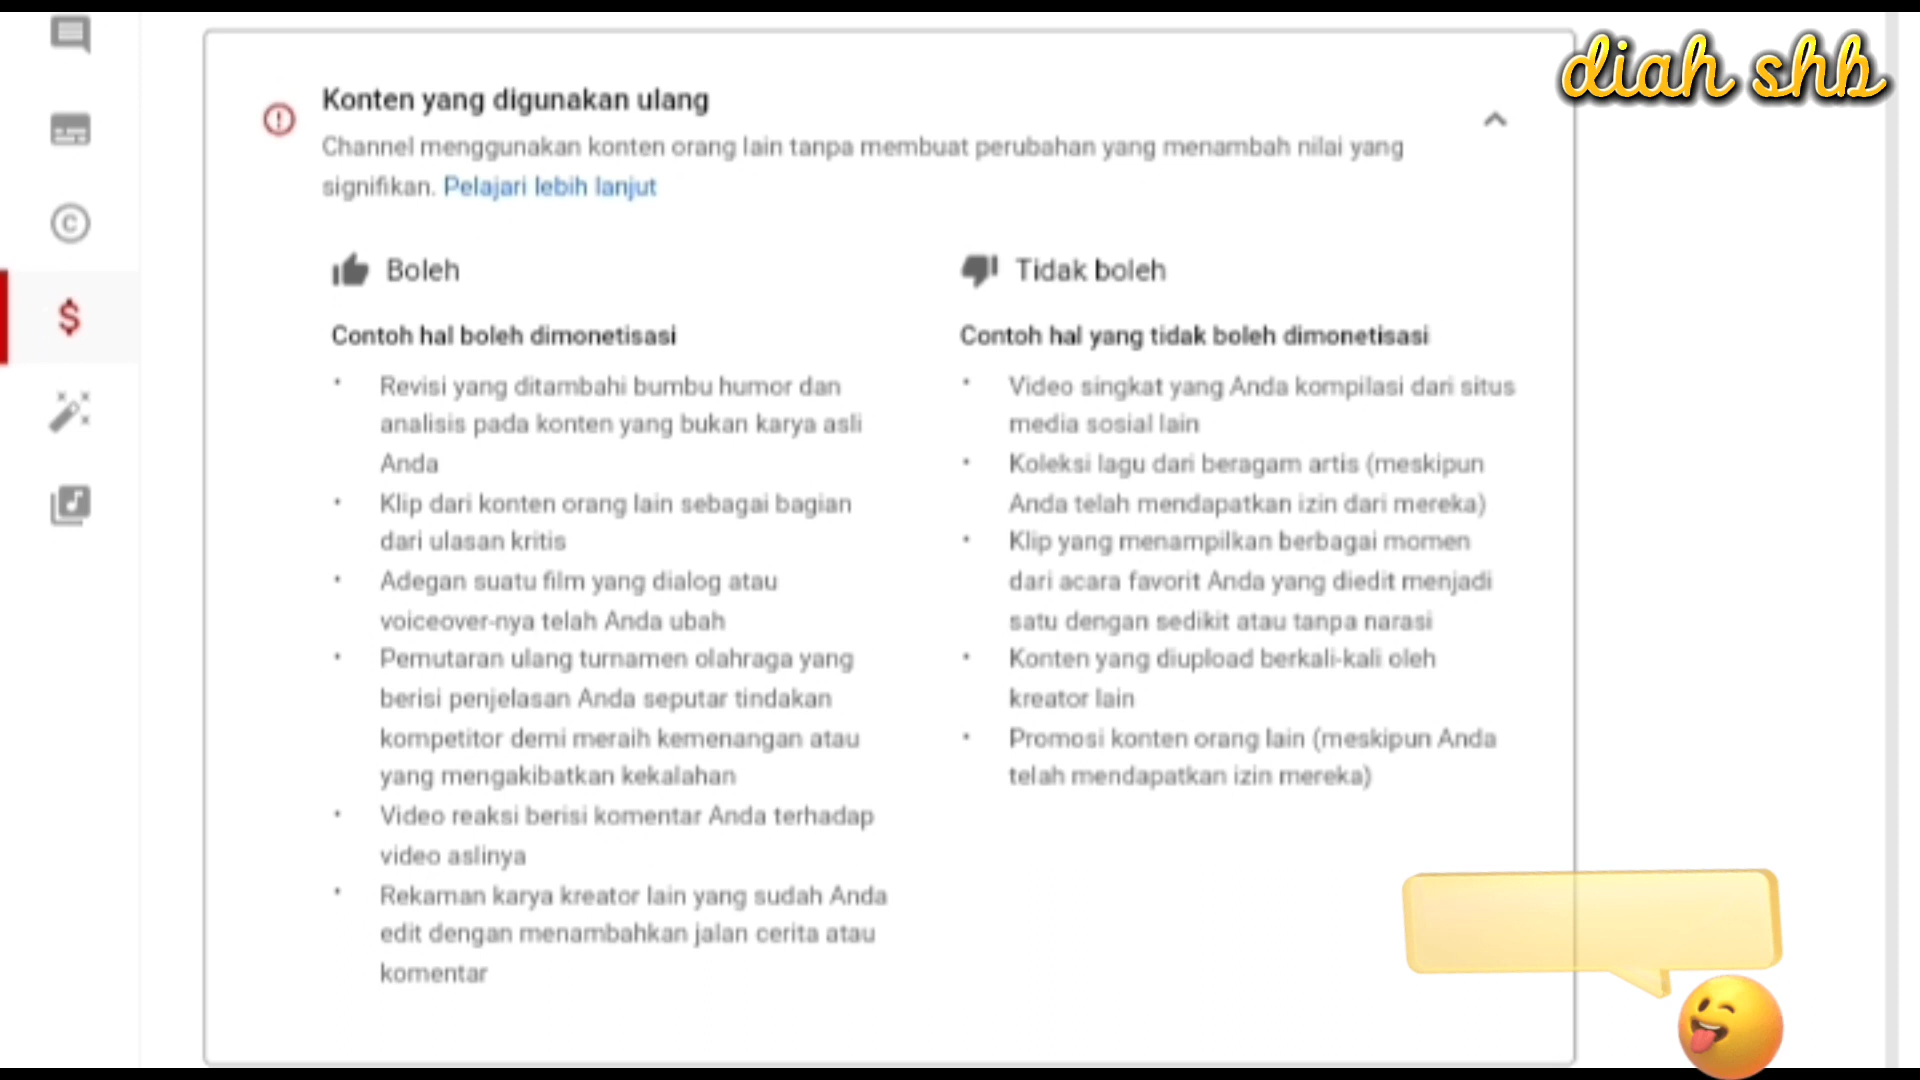 diah shb
Konten yang digunakan ulang
Channel menggunakan konten orang lain tanpa membuat perubahan yang menambah nilai yang
signifikan. Pelajari lebih lanjut
Boleh
Contoh hal boleh dimonetisasi
• Revisi yang ditambahi bumbu humor dan
analisis pada konten yang bukan karya asli
Anda
• Klip dari konten orang lain sebagai bagian
dari ulasan kritis
• Adegan suatu film yang dialog atau
voiceover-nya telah Anda ubah
• Pemutaran ulang turnamen olahraga yang
berisi penjelasan Anda seputar tindakan
kompetitor demi meraih kemenangan atau
yang mengakibatkan kekalahan
• Video reaksi berisi komentar Anda terhadap
video aslinya
• Rekaman karya kreator lain yang sudah Anda
edit dengan menambahkan jalan cerita atau
komentar
Tidak boleh
Contoh hal yang tidak boleh dimonetisasi
• Video singkat yang Anda kompilasi dari situs
media sosial lain
• Koleksi lagu dari beragam artis (meskipun
Anda telah mendapatkan izin dari mereka)
• Klip yang menampilkan berbagai momen
dari acara favorit Anda yang diedit menjadi
satu dengan sedikit atau tanpa narasi
• Konten yang diupload berkali-kali oleh
kreator lain
• Promosi konten orang lain (meskipun Anda
telah mendapatkan izin mereka)